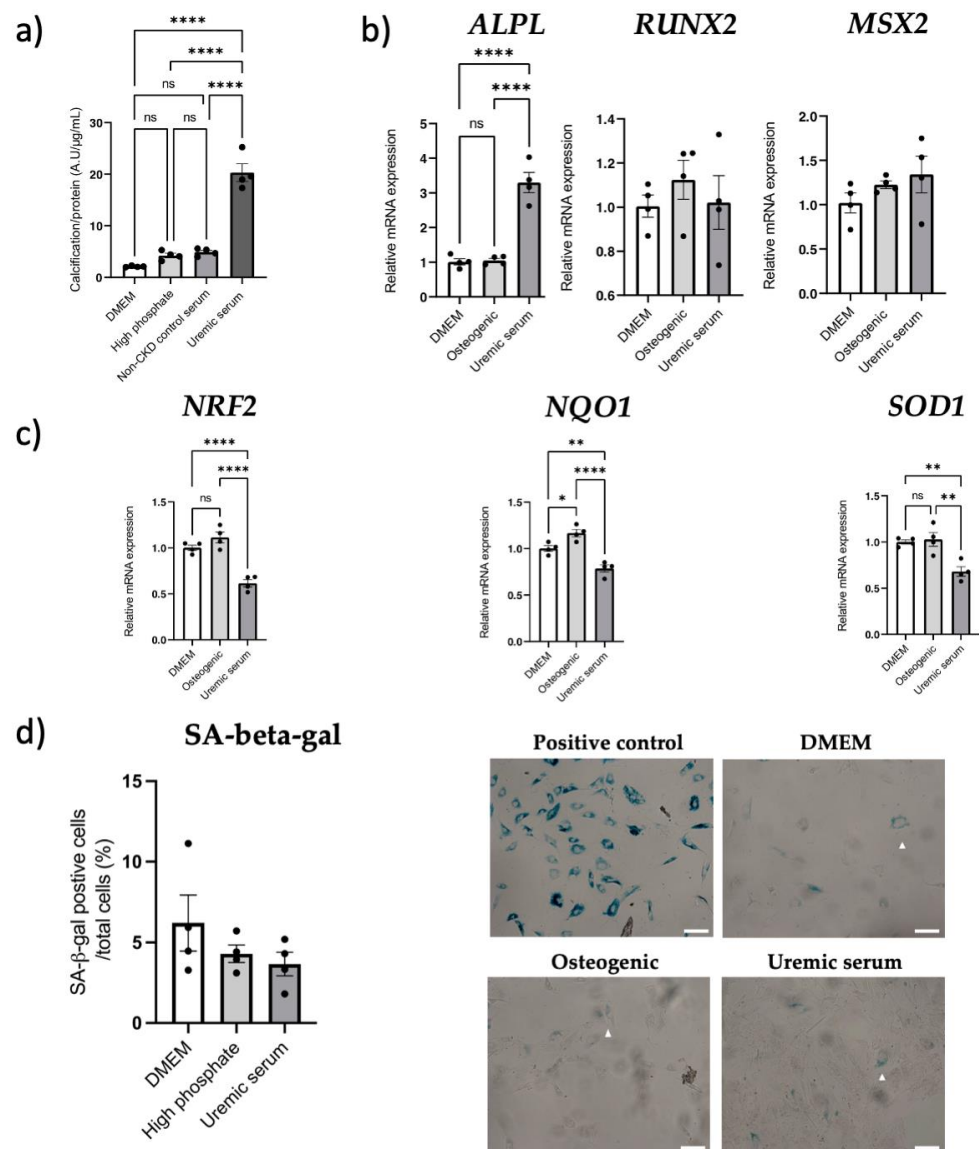 a)
****
****
ns
****
ns
ns
Calcification/protein (A.U/µg/mL)
30
20
10
0
DMEM
High phosphate
Non-CKD control serum
Uremic serum
b)
ALPL
****
****
ns
Relative mRNA expression
5
4
3
2
1
0
DMEM
Osteogenic
Uremic serum
RUNX2
Relative mRNA expression
1.4
1.2
1.0
0.8
0.6
DMEM
Osteogenic
Uremic serum
MSX2
Relative mRNA expression
2.0
1.5
1.0
0.5
0.0
DMEM
Osteogenic
Uremic serum
c)
NRF2
****
****
ns
Relative mRNA expression
1.5
1.0
0.5
0.0
DMEM
Osteogenic
Uremic serum
NQO1
**
****
*
Relative mRNA expression
1.5
1.0
0.5
0.0
DMEM
Osteogenic
Uremic serum
SOD1
**
ns
**
Relative mRNA expression
1.5
1.0
0.5
0.0
DMEM
Osteogenic
Uremic serum
d)
SA-beta-gal
SA-β-gal postive cells
/total cells (%)
15
10
5
0
DMEM
High phosphate
Uremic serum
Positive control
DMEM
Osteogenic
Uremic serum